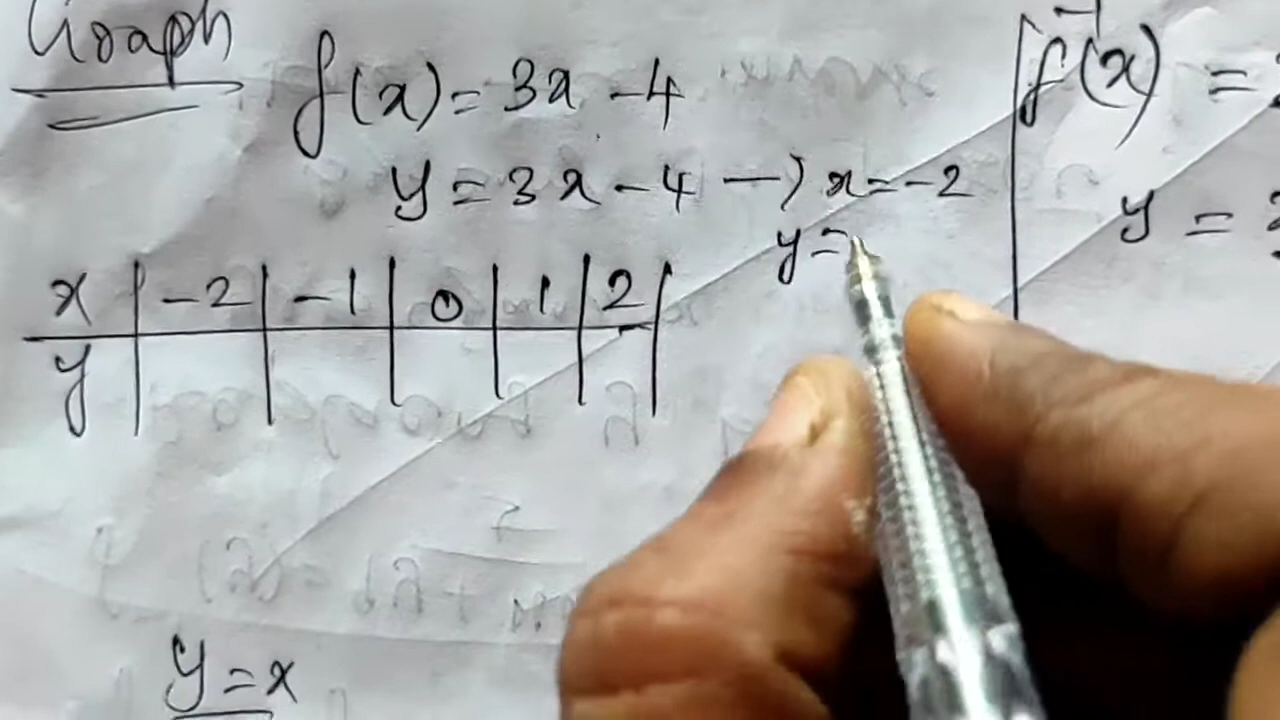 Graph
f(x) = 3x - 4
y = 3x - 4 → x = -2
y =
x | -2 | -1 | 0 | 1 | 2 |
y | | | | | |
y = x
f⁻¹(x) =
y =